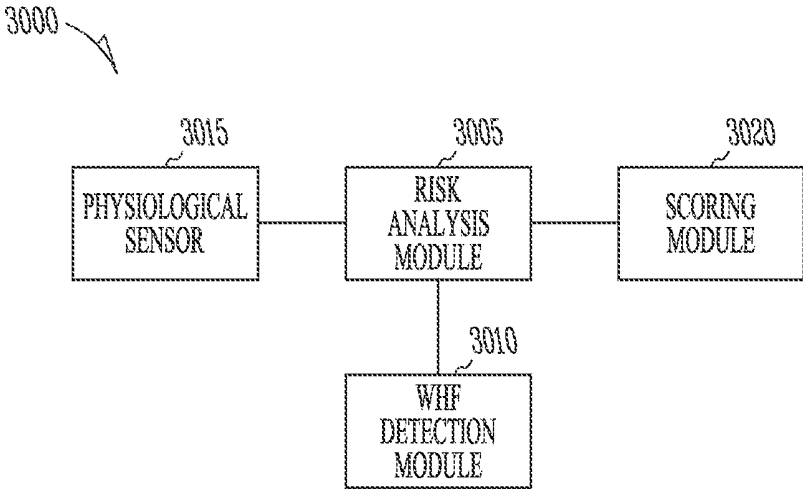 3000
3015
3005
3020
PHYSIOLOGICAL
SENSOR
RISK
ANALYSIS
MODULE
SCORING
MODULE
3010
WHF
DETECTION
MODULE